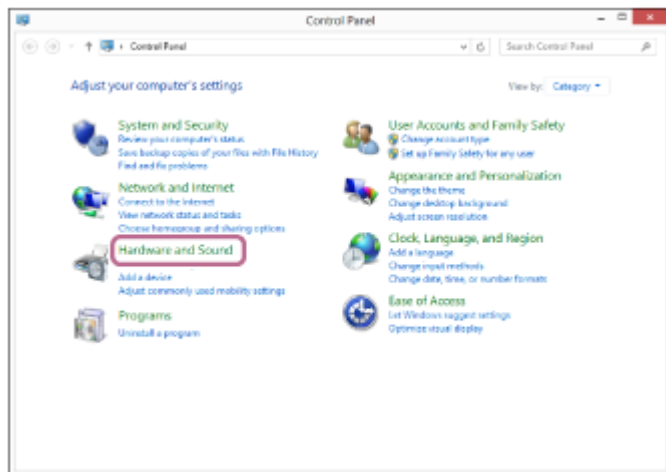 Control Panel
Control Panel
Search Control Panel
Adjust your computer's settings
View by: Category
System and Security
Review your computer's status
Save backup copies of your files with File History
Find and fix problems
Network and Internet
Connect to the Internet
View network status and tasks
Choose homegroup and sharing options
Hardware and Sound
Add a device
Adjust commonly used mobility settings
Programs
Uninstall a program
User Accounts and Family Safety
Change account type
Set up Family Safety for any user
Appearance and Personalization
Change the theme
Change desktop background
Adjust screen resolution
Clock, Language, and Region
Add a language
Change input methods
Change date, time, or number formats
Ease of Access
Let Windows suggest settings
Optimize visual display